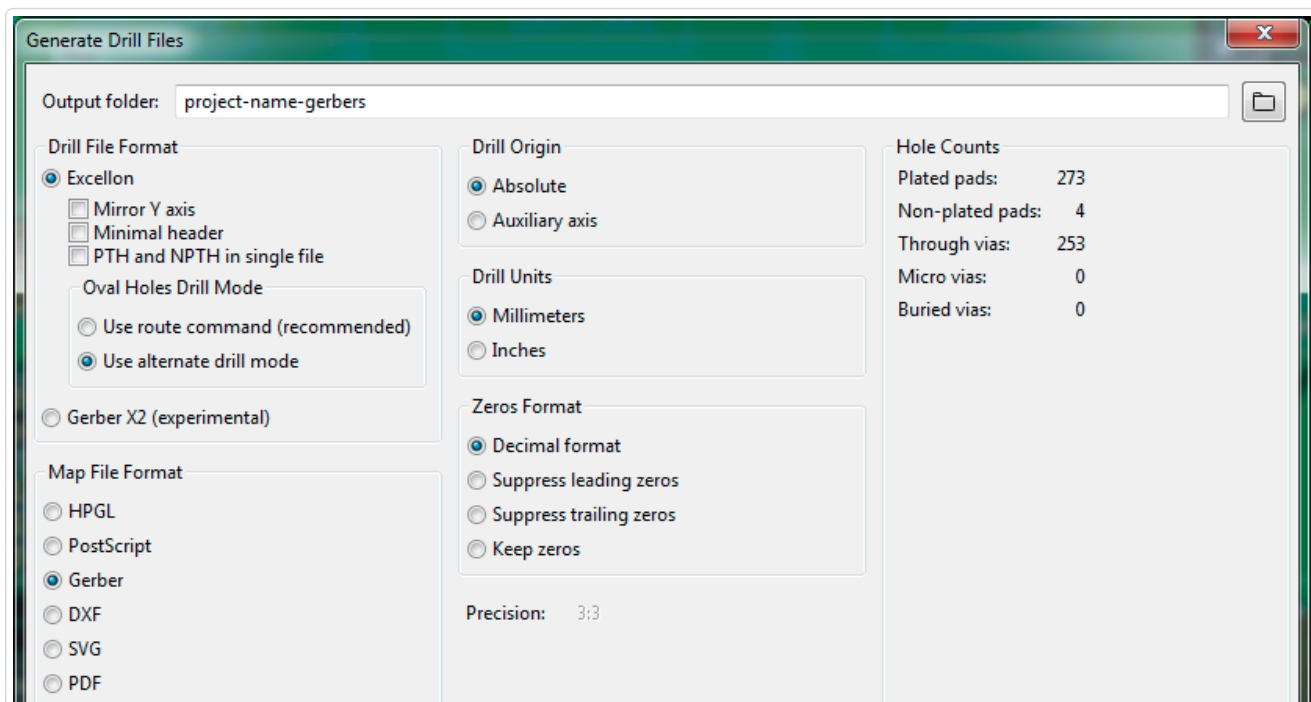 Generate Drill Files
Output folder: project-name-gerbers
Drill File Format
Excellon
Mirror Y axis
Minimal header
PTH and NPTH in single file
Oval Holes Drill Mode
Use route command (recommended)
Use alternate drill mode
Gerber X2 (experimental)
Map File Format
HPGL
PostScript
Gerber
DXF
SVG
PDF
Drill Origin
Absolute
Auxiliary axis
Drill Units
Millimeters
Inches
Zeros Format
Decimal format
Suppress leading zeros
Suppress trailing zeros
Keep zeros
Precision: 3:3
Hole Counts
Plated pads: 273
Non-plated pads: 4
Through vias: 253
Micro vias: 0
Buried vias: 0